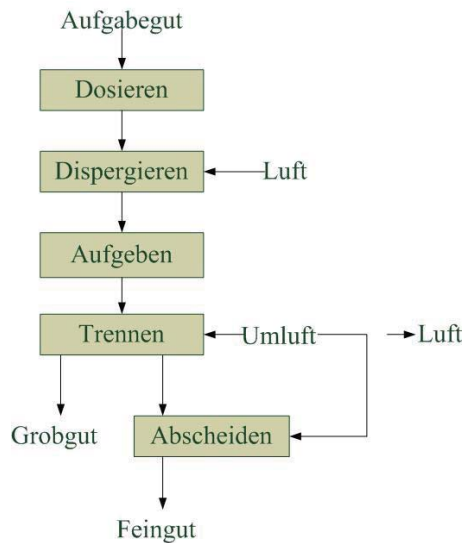 Aufgabegut
Dosieren
Dispergieren
Luft
Aufgeben
Trennen
Umluft
Luft
Grobgut
Abscheiden
Feingut